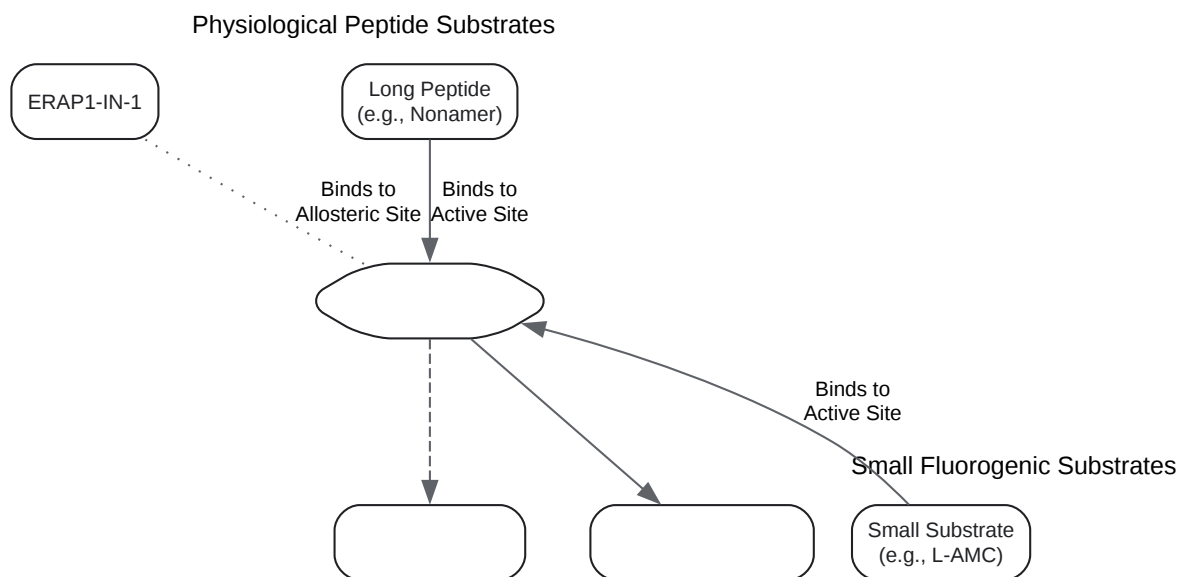 Physiological Peptide Substrates
ERAP1-IN-1
Long Peptide
(e.g., Nonamer)
Binds to
Allosteric Site
Binds to
Active Site
Binds to
Active Site
Small Fluorogenic Substrates
Small Substrate
(e.g., L-AMC)